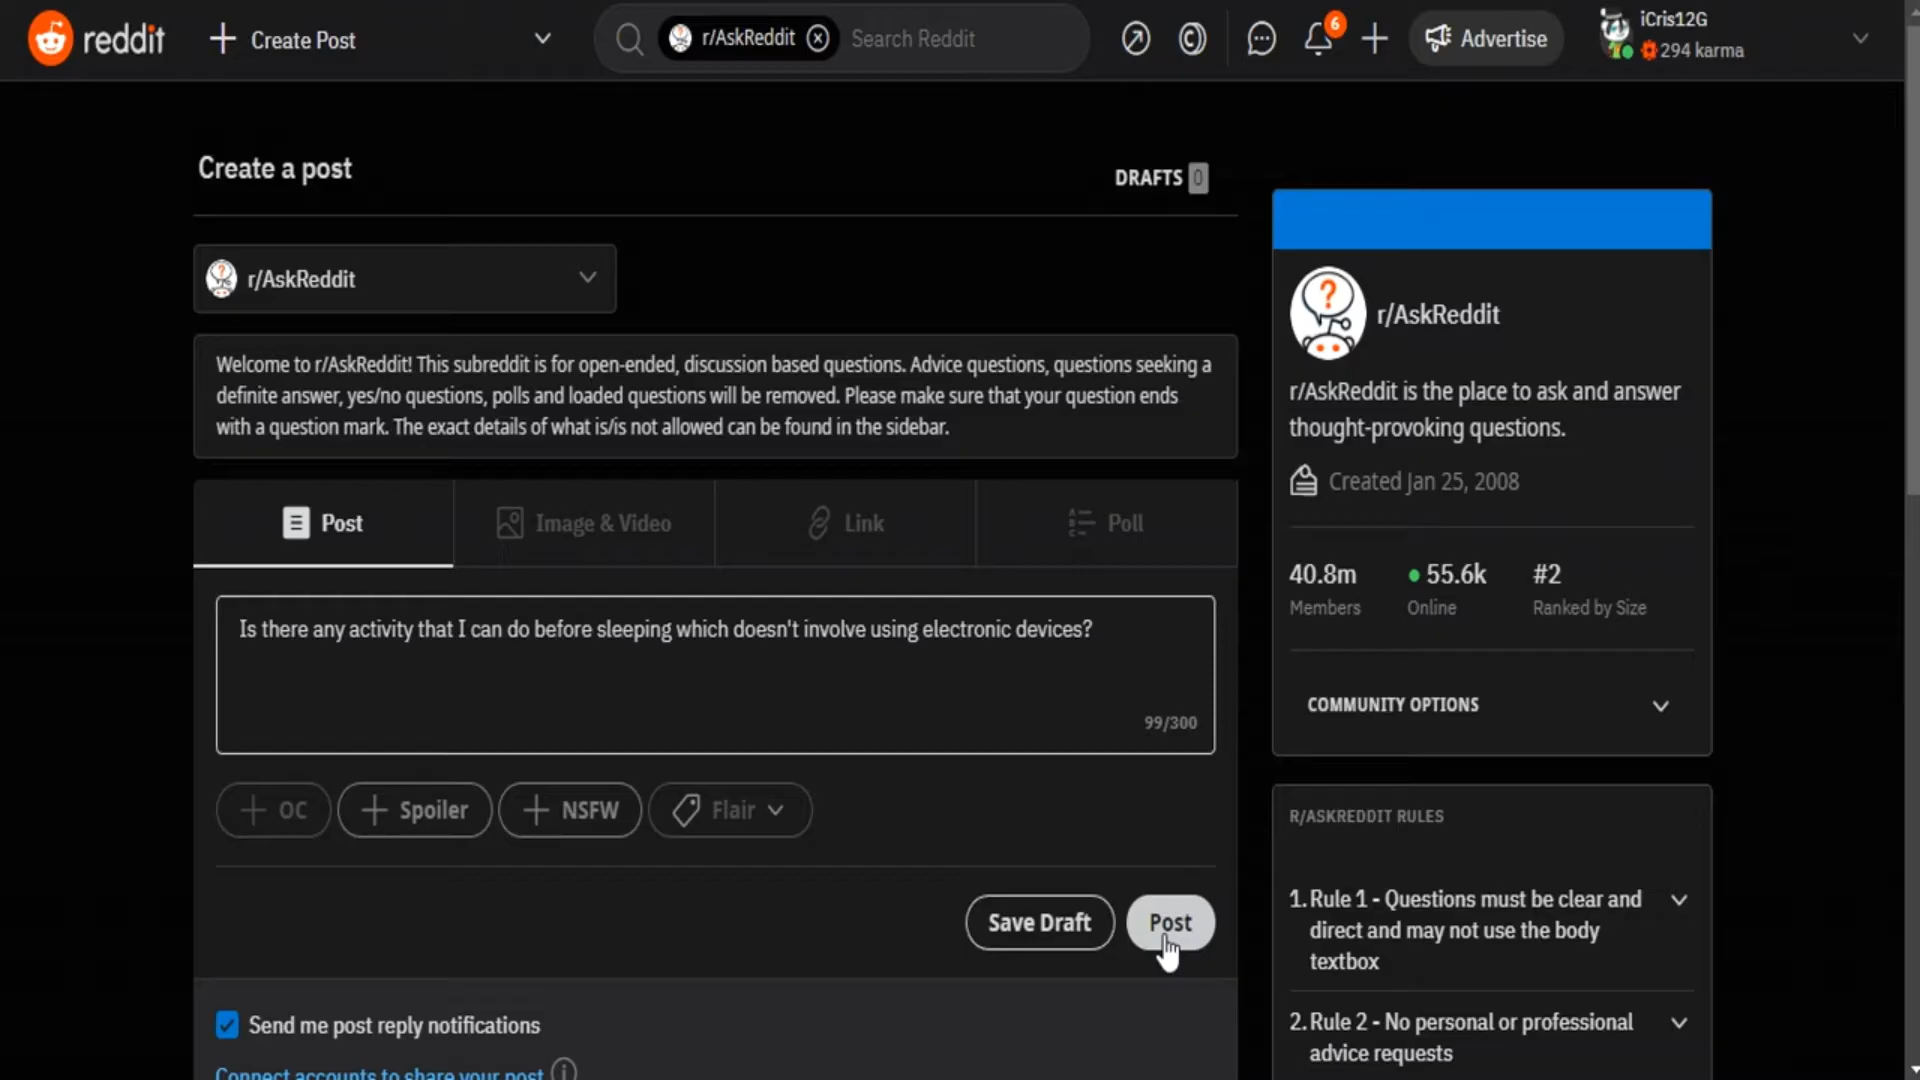 reddit
Create Post
r/AskReddit
Search Reddit
6
Advertise
iCris12G
294 karma
Create a post
DRAFTS 0
r/AskReddit
Welcome to r/AskReddit! This subreddit is for open-ended, discussion based questions. Advice questions, questions seeking a
definite answer, yes/no questions, polls and loaded questions will be removed. Please make sure that your question ends
with a question mark. The exact details of what is/is not allowed can be found in the sidebar.
Post
Image & Video
Link
Poll
Is there any activity that I can do before sleeping which doesn't involve using electronic devices?
99/300
OC
Spoiler
NSFW
Flair
Save Draft
Post
Send me post reply notifications
Connect accounts to share your post
r/AskReddit
r/AskReddit is the place to ask and answer
thought-provoking questions.
Created Jan 25, 2008
40.8m
55.6k
#2
Members
Online
Ranked by Size
COMMUNITY OPTIONS
R/ASKREDDIT RULES
1. Rule 1 - Questions must be clear and
direct and may not use the body
textbox
2. Rule 2 - No personal or professional
advice requests